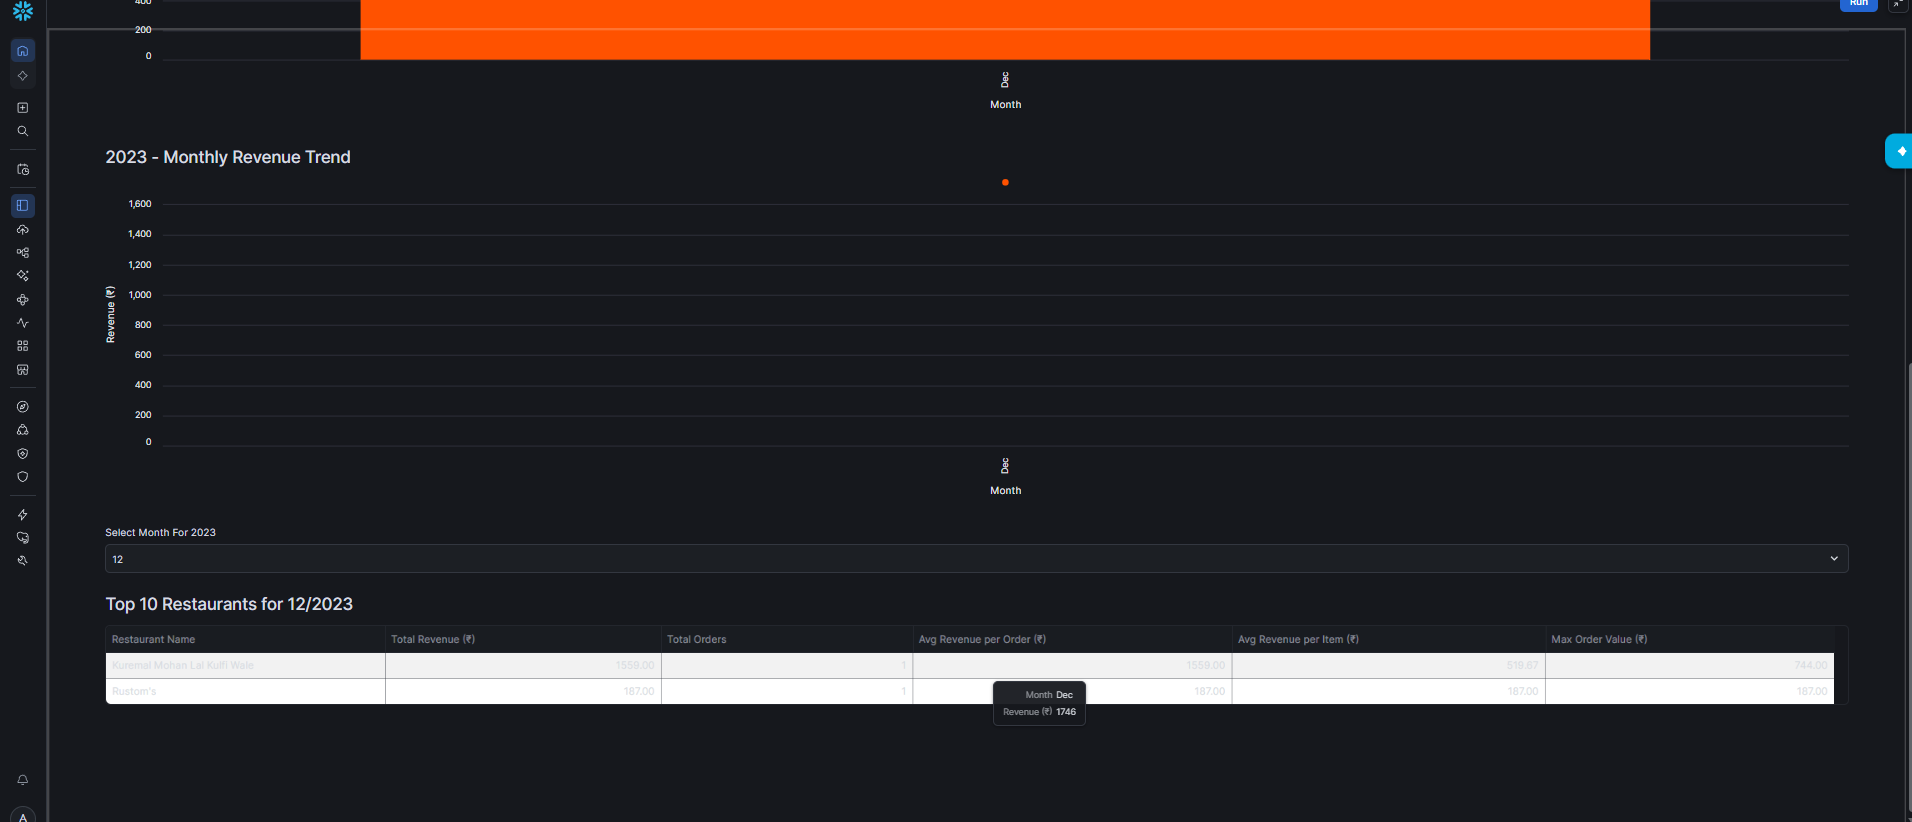 Run
400
200
0
Dec
Month
2023 - Monthly Revenue Trend
1,600
1,400
1,200
1,000
800
600
400
200
0
Revenue (₹)
Dec
Month
Select Month For 2023
12
Top 10 Restaurants for 12/2023
Restaurant Name Total Revenue (₹) Total Orders Avg Revenue per Order (₹) Avg Revenue per Item (₹) Max Order Value (₹)
Kuremal Mohan Lal Kulfi Wale 1559.00 1 1559.00 519.67 744.00
Rustom's 187.00 1 187.00 187.00 187.00
Month Dec
Revenue (₹) 1746
A